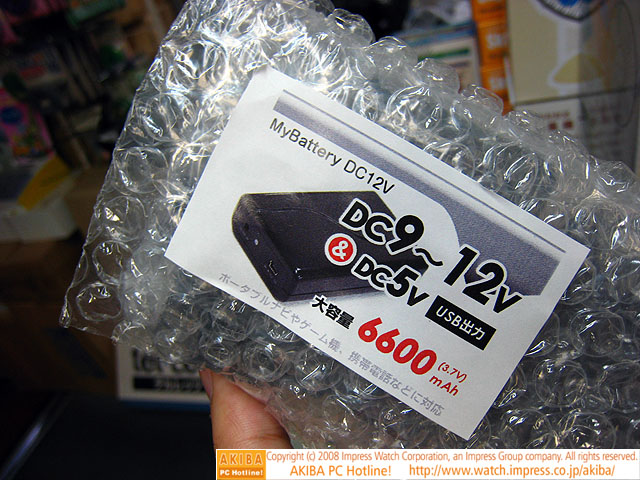 MyBattery DC12V
DC9～12V
&DC5V USB出力
大容量 6600 (3.7V) mAh
ポータブルナビやゲーム機、携帯電話などに対応
AKIBA PC Hotline!
Copyright (c) 2008 Impress Watch Corporation, an Impress Group company. All rights reserved.
AKIBA PC Hotline! http://www.watch.impress.co.jp/akiba/